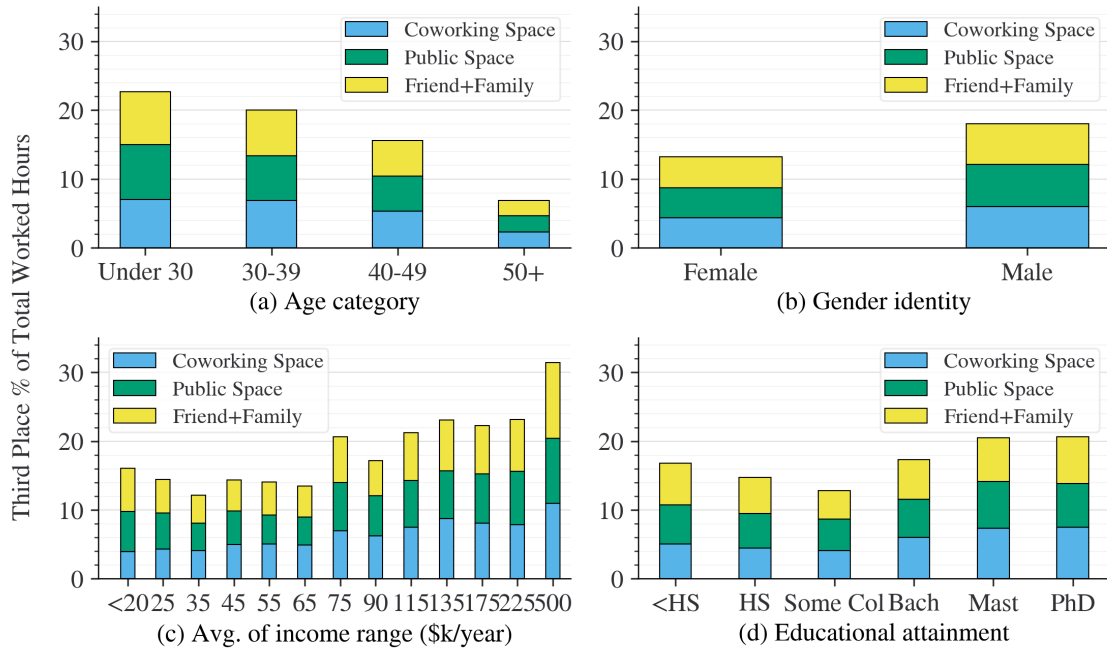 Third Place % of Total Worked Hours
30
20
10
0
Coworking Space
Public Space
Friend+Family
Under 30 30-39 40-49 50+
(a) Age category
30
20
10
0
Coworking Space
Public Space
Friend+Family
Female Male
(b) Gender identity
30
20
10
0
Coworking Space
Public Space
Friend+Family
<20 25 35 45 55 65 75 90 115 135 175 225 500
(c) Avg. of income range ($k/year)
30
20
10
0
Coworking Space
Public Space
Friend+Family
<HS HS Some Col Bach Mast PhD
(d) Educational attainment